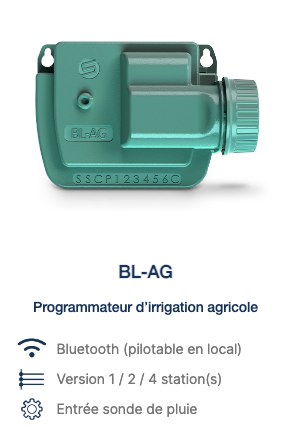 BL-AG
SSCP123456C
BL-AG
Programmateur d'irrigation agricole
Bluetooth (pilotable en local)
Version 1 / 2 / 4 station(s)
Entrée sonde de pluie